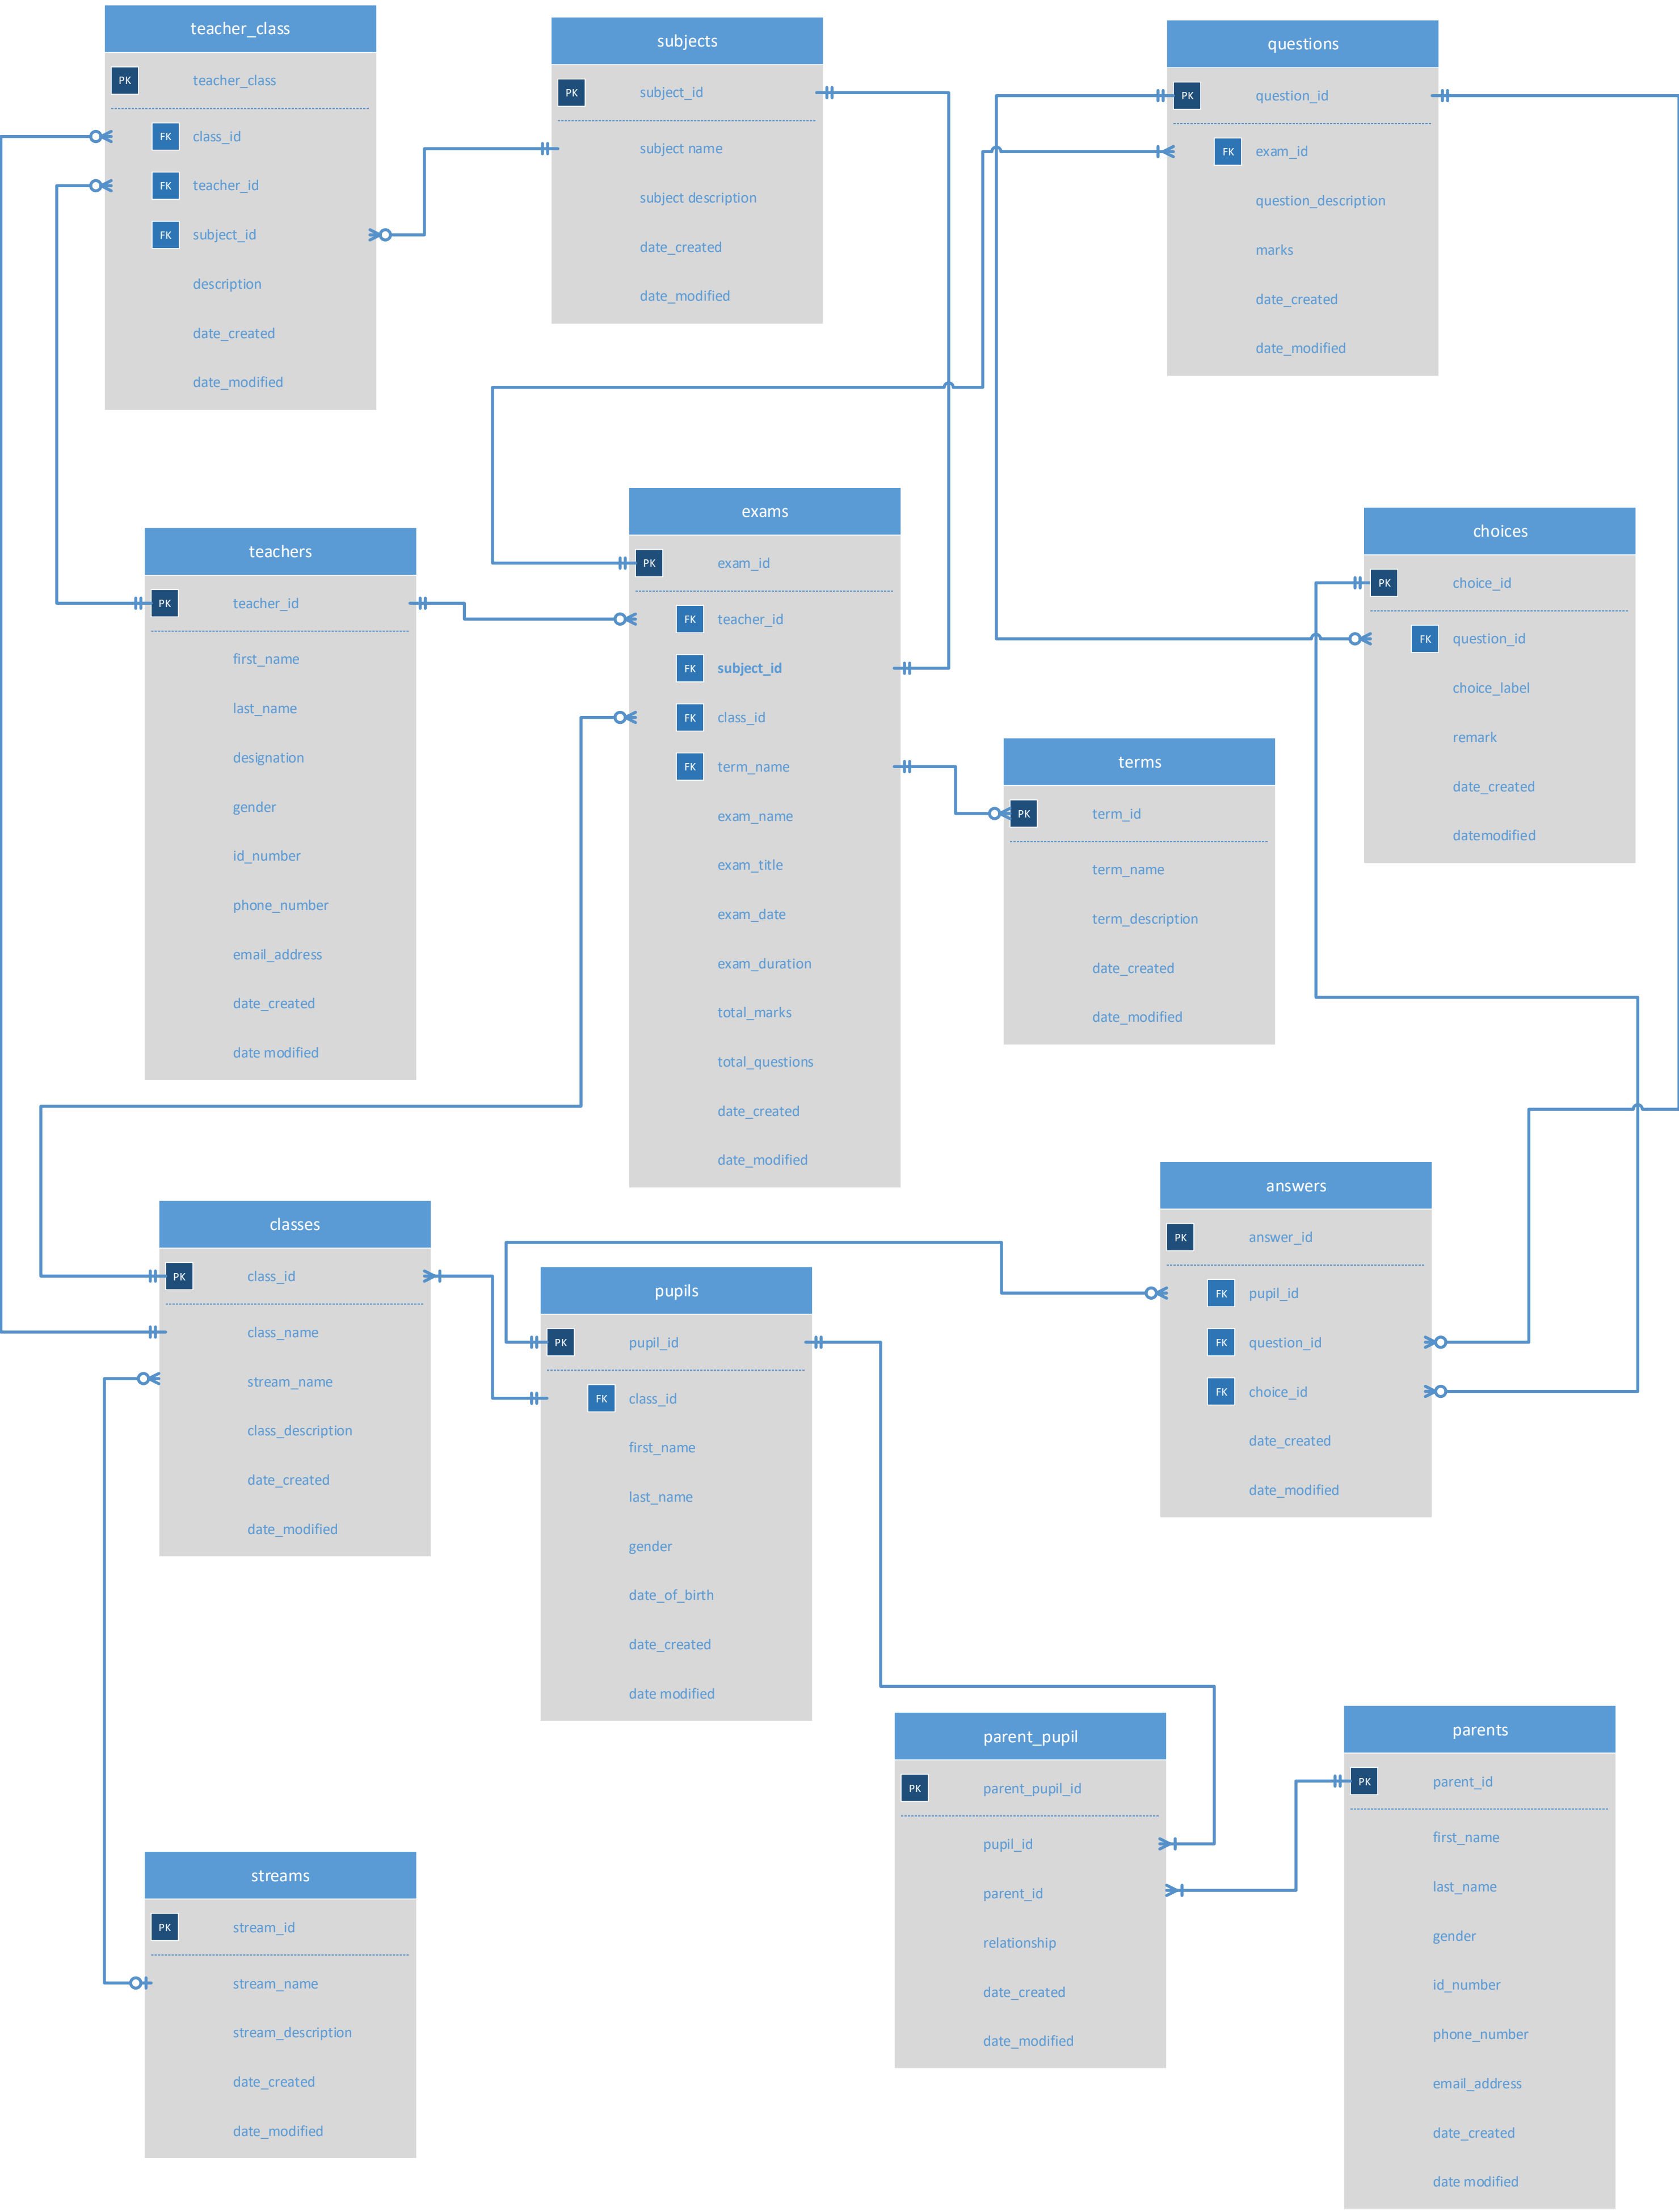 teacher_class
PK teacher_class
FK class_id
FK teacher_id
FK subject_id
description
date_created
date_modified
subjects
PK subject_id
subject name
subject description
date_created
date_modified
questions
PK question_id
FK exam_id
question_description
marks
date_created
date_modified
teachers
PK teacher_id
first_name
last_name
designation
gender
id_number
phone_number
email_address
date_created
date modified
exams
PK exam_id
FK teacher_id
FK subject_id
FK class_id
FK term_name
exam_name
exam_title
exam_date
exam_duration
total_marks
total_questions
date_created
date_modified
choices
PK choice_id
FK question_id
choice_label
remark
date_created
datemodified
terms
PK term_id
term_name
term_description
date_created
date_modified
classes
PK class_id
class_name
stream_name
class_description
date_created
date_modified
pupils
PK pupil_id
FK class_id
first_name
last_name
gender
date_of_birth
date_created
date modified
answers
PK answer_id
FK pupil_id
FK question_id
FK choice_id
date_created
date_modified
streams
PK stream_id
stream_name
stream_description
date_created
date_modified
parent_pupil
PK parent_pupil_id
pupil_id
parent_id
relationship
date_created
date_modified
parents
PK parent_id
first_name
last_name
gender
id_number
phone_number
email_address
date_created
date modified